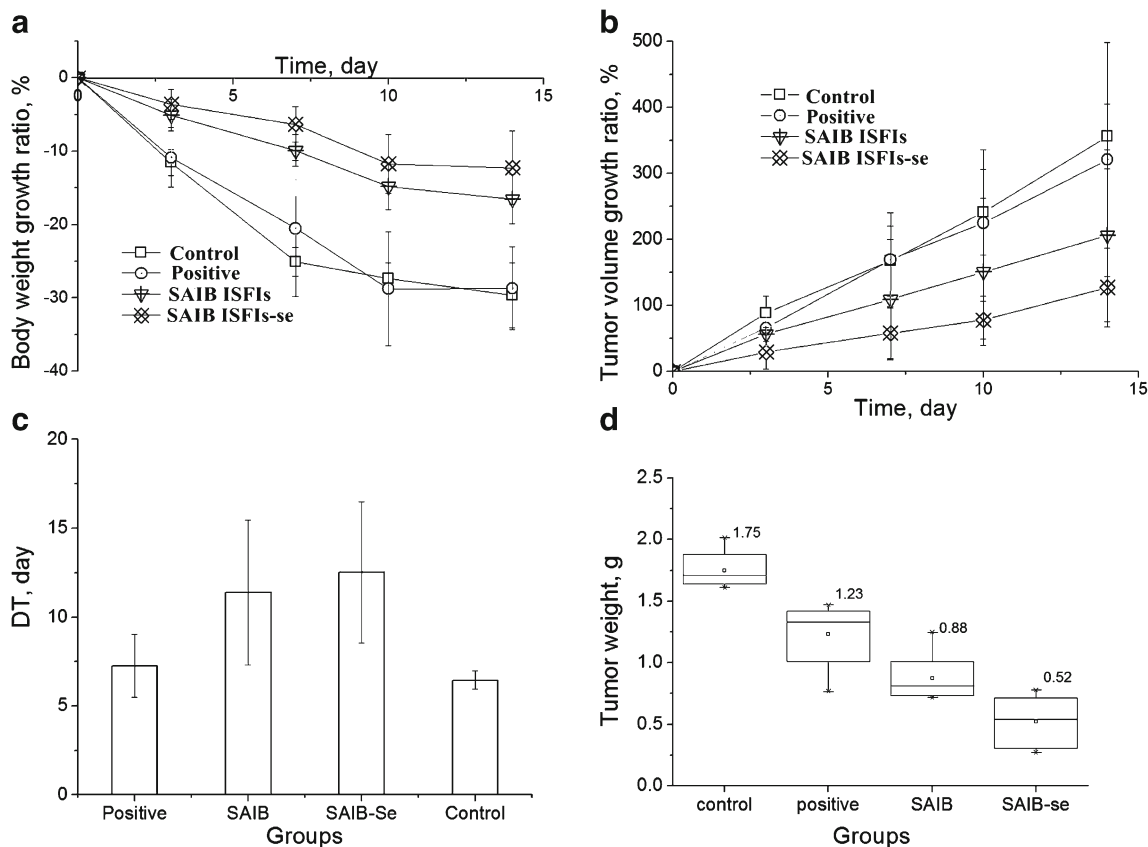 a
Body weight growth ratio, %
Time, day
0
-10
-20
-30
-40
0
5
10
15
Control
Positive
SAIB ISFIs
SAIB ISFIs-se
b
Tumor volume growth ratio, %
500
400
300
200
100
0
0
5
10
15
Time, day
Control
Positive
SAIB ISFIs
SAIB ISFIs-se
c
DT, day
20
15
10
5
0
Positive
SAIB
SAIB-Se
Control
Groups
d
Tumor weight, g
2.5
2.0
1.5
1.0
0.5
0.0
1.75
1.23
0.88
0.52
control
positive
SAIB
SAIB-se
Groups